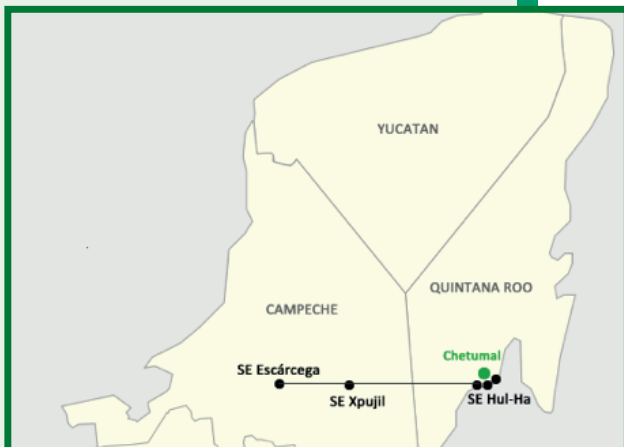 YUCATAN
QUINTANA ROO
CAMPECHE
Chetumal
SE Escárcega
SE Xpujil
SE Hul-Ha